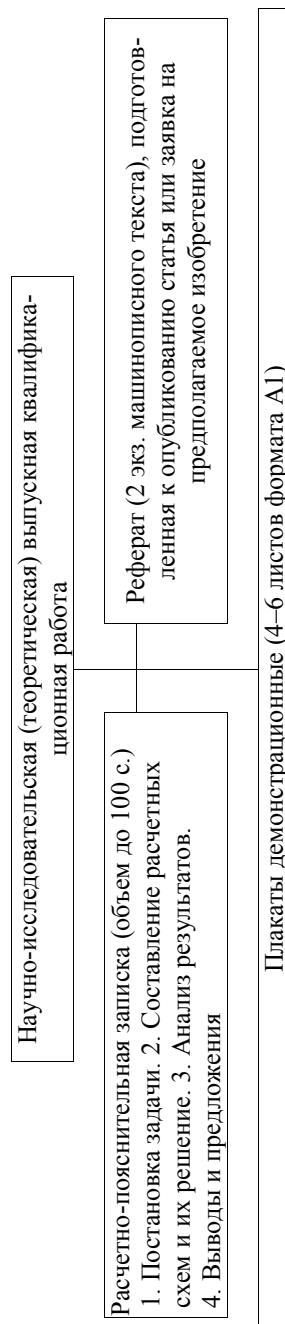 Научно-исследовательская (теоретическая) выпускная квалифика-
ционная работа
Расчетно-пояснительная записка (объем до 100 с.)
1. Постановка задачи. 2. Составление расчетных
схем и их решение. 3. Анализ результатов.
4. Выводы и предложения
Реферат (2 экз. машинописного текста), подготов-
ленная к опубликованию статья или заявка на
предполагаемое изобретение
Плакаты демонстрационные (4–6 листов формата А1)